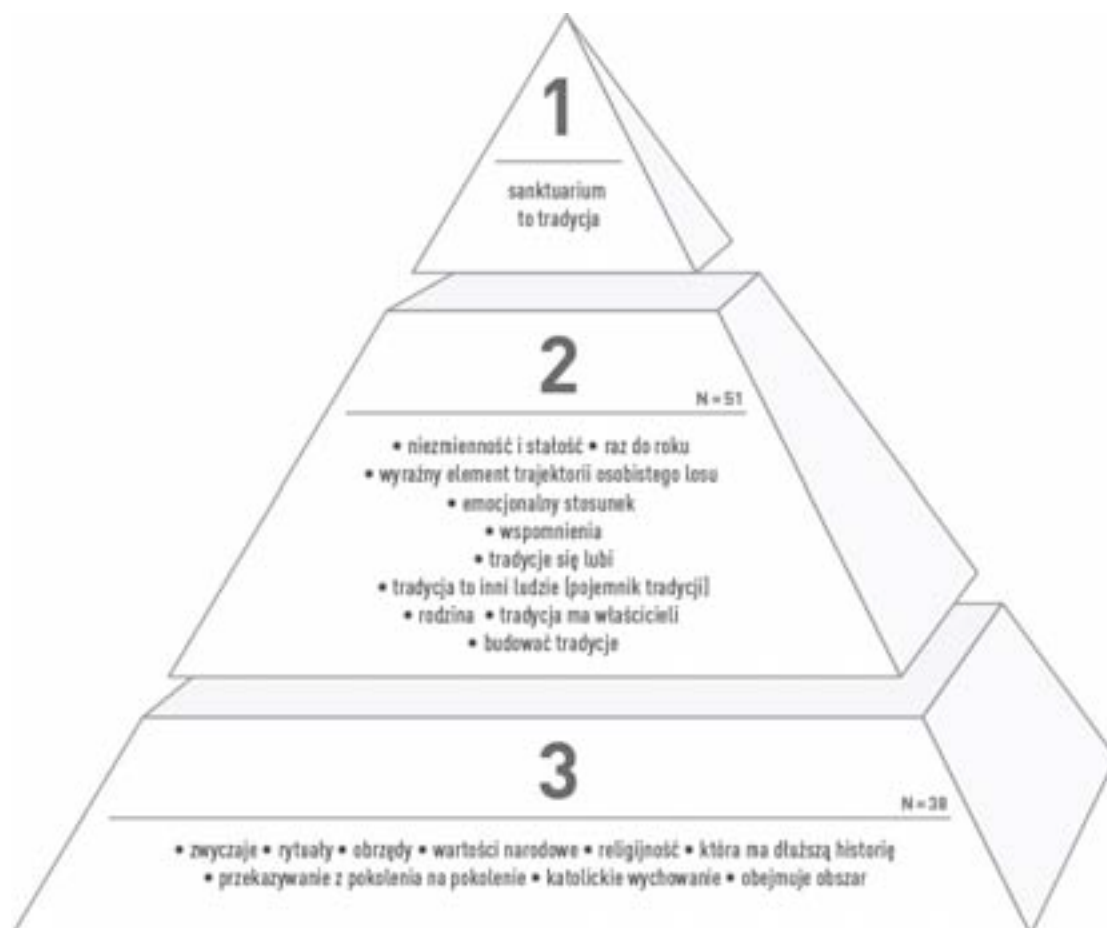 1
sanktuarium
to tradycja
2
N = 51
• niezmienność i stałość • raz do roku
• wyraźny element trajektorii osobistego losu
• emocjonalny stosunek
• wspomnienia
• tradycje się lubi
• tradycja to inni ludzie (pojemnik tradycji)
• rodzina • tradycja ma właścicieli
• budować tradycje
3
N = 38
• zwyczaje • rytuały • obrzędy • wartości narodowe • religijność • która ma dłuższą historię
• przekazywanie z pokolenia na pokolenie • katolickie wychowanie • obejmuje obszar